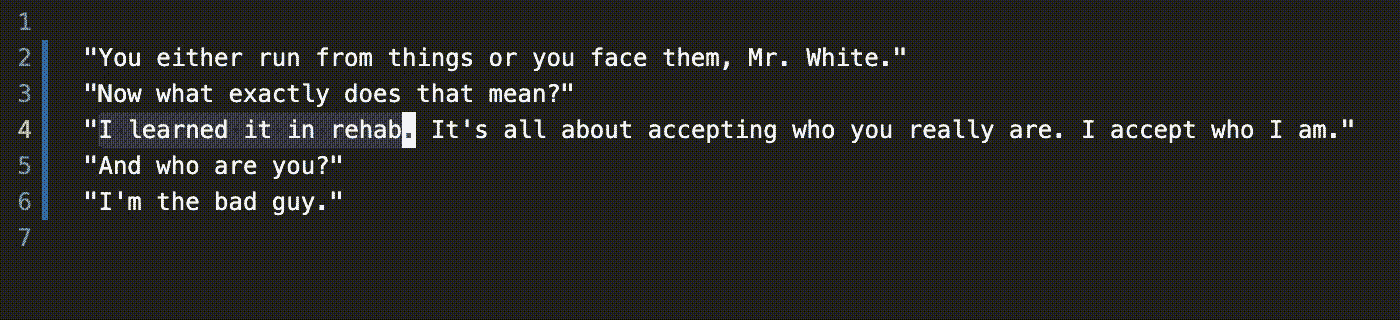 1
2 "You either run from things or you face them, Mr. White."
3 "Now what exactly does that mean?"
4 "I learned it in rehab. It's all about accepting who you really are. I accept who I am."
5 "And who are you?"
6 "I'm the bad guy."
7